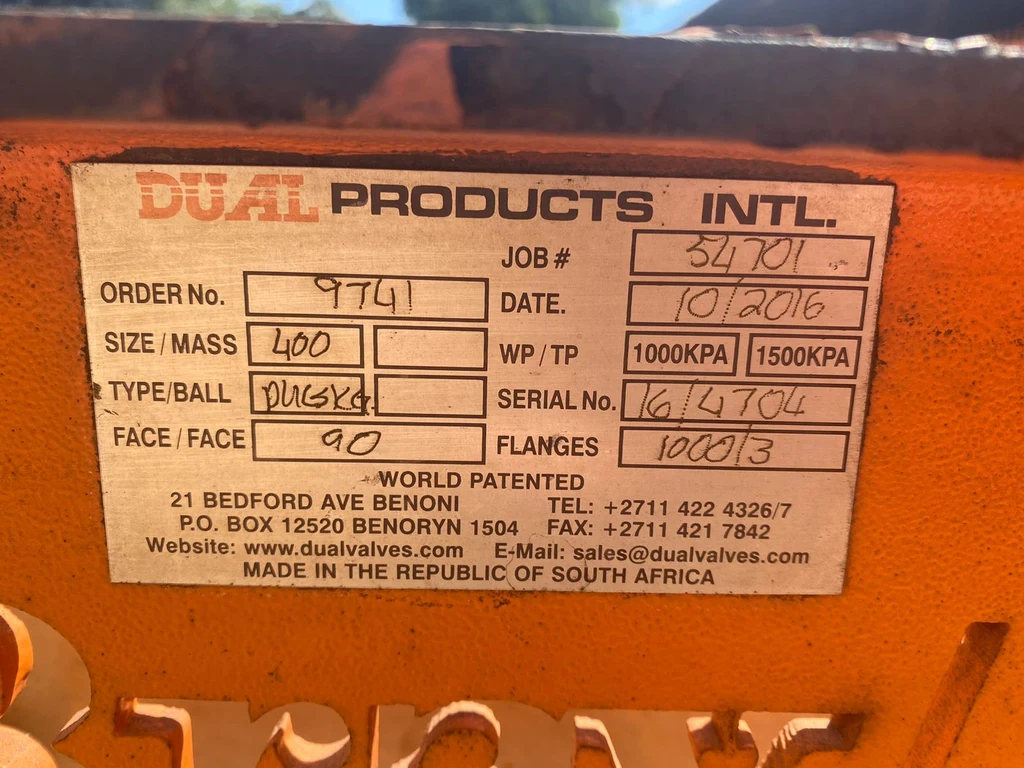 DUAL PRODUCTS INTL.
JOB # 54701
ORDER No. 9741 DATE. 10/2016
SIZE / MASS 400 WP / TP 1000KPA 1500KPA
TYPE/BALL SERIAL No. 16/4704
FACE / FACE 90 FLANGES 1000/3
WORLD PATENTED
21 BEDFORD AVE BENONI TEL: +2711 422 4326/7
P.O. BOX 12520 BENORYN 1504 FAX: +2711 421 7842
Website: www.dualvalves.com E-Mail: sales@dualvalves.com
MADE IN THE REPUBLIC OF SOUTH AFRICA